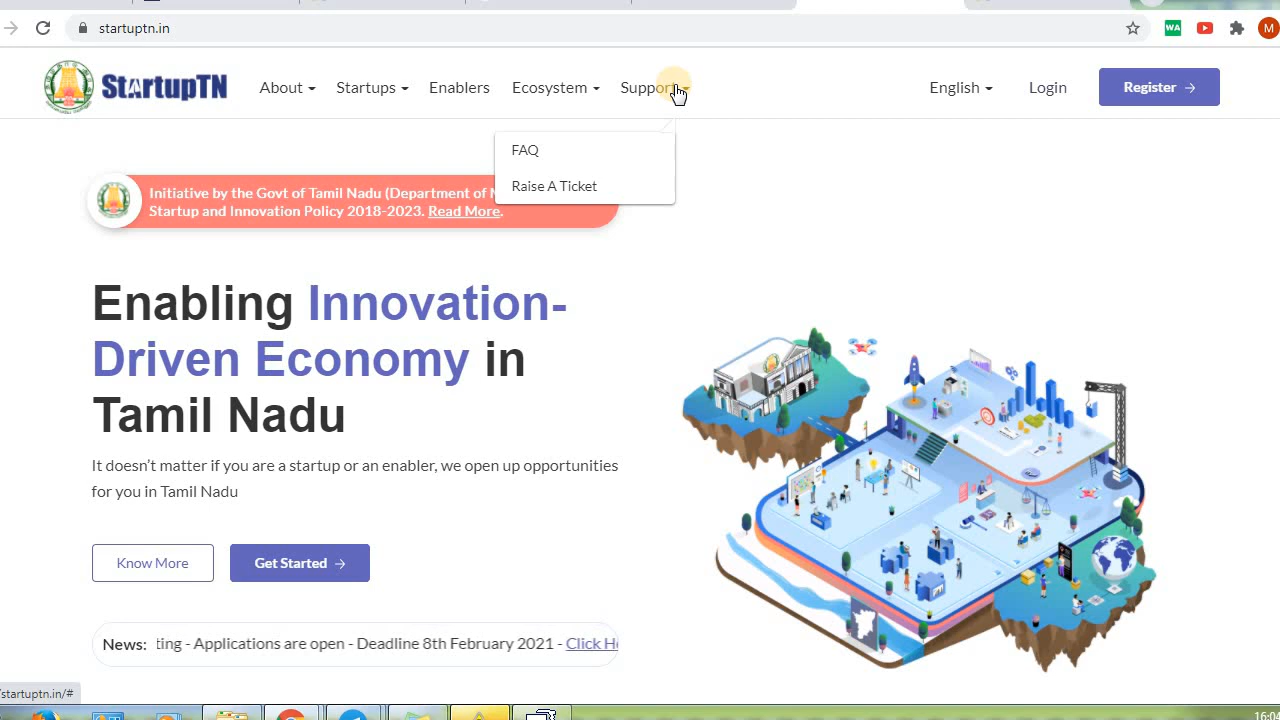 startuptn.in
WA
M
StartupTN
About
Startups
Enablers
Ecosystem
Support
English
Login
Register
FAQ
Raise A Ticket
Initiative by the Govt of Tamil Nadu (Department of
Startup and Innovation Policy 2018-2023. Read More.
Enabling Innovation-
Driven Economy in
Tamil Nadu
It doesn't matter if you are a startup or an enabler, we open up opportunities
for you in Tamil Nadu
Know More
Get Started
News: ting - Applications are open - Deadline 8th February 2021 - Click
startuptn.in/#